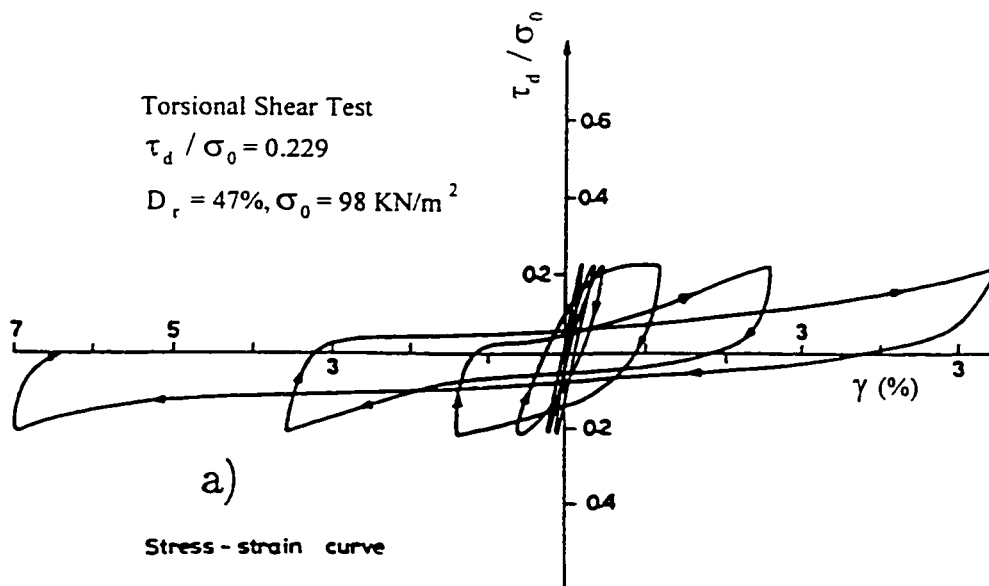 τd / σ0
Torsional Shear Test
τd / σ0 = 0.229
Dr = 47%, σ0 = 98 KN/m²
0.6
0.4
0.2
7 5 3 3 3
γ (%)
0.2
a)
0.4
Stress - strain curve